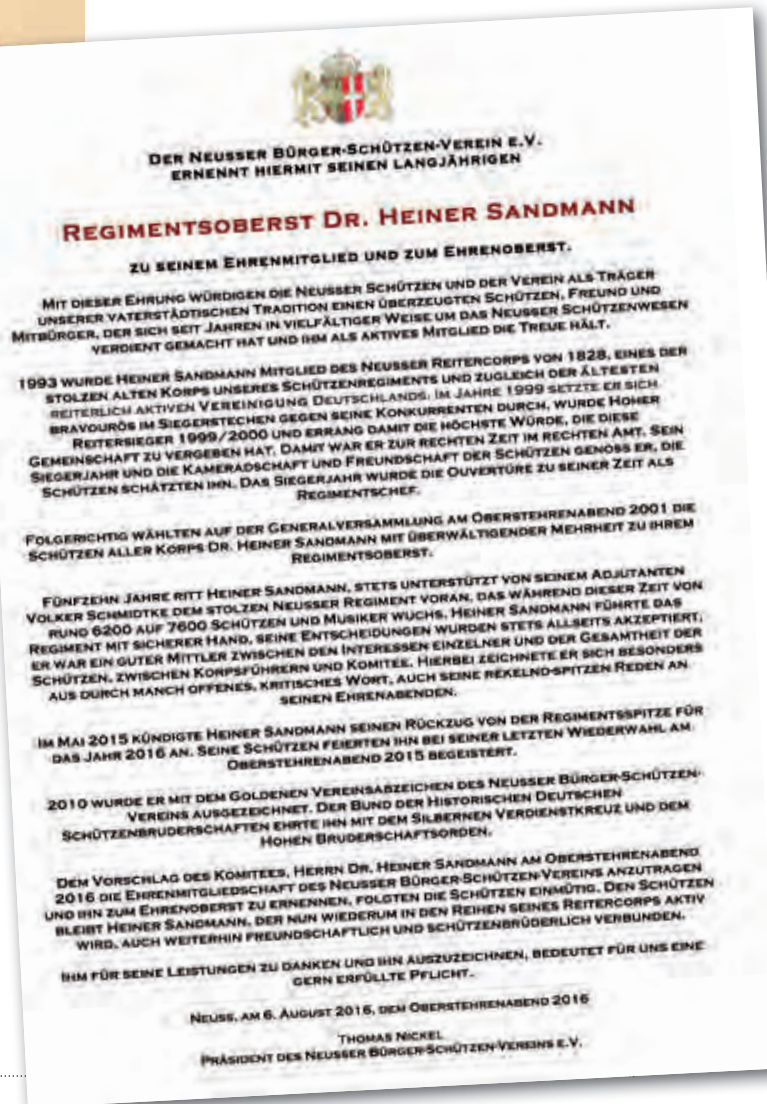 DER NEUSSER BÜRGER-SCHÜTZEN-VEREIN E.V.
ERNENNT HIERMIT SEINEN LANGJÄHRIGEN
REGIMENTSOBERST DR. HEINER SANDMANN
ZU SEINEM EHRENMITGLIED UND ZUM EHRENOBERST.
MIT DIESER EHRUNG WÜRDIGEN DIE NEUSSER SCHÜTZEN UND DER VEREIN ALS TRÄGER
UNSERER VATERSTÄDTISCHEN TRADITION EINEN ÜBERZEUGTEN SCHÜTZEN, FREUND UND
MITBÜRGER, DER SICH SEIT JAHREN IN VIELFÄLTIGER WEISE UM DAS NEUSSER SCHÜTZENWESEN
VERDIENT GEMACHT HAT UND IHM ALS AKTIVES MITGLIED DIE TREUE HÄLT.
1993 WURDE HEINER SANDMANN MITGLIED DES NEUSSER REITERCORPS VON 1828, EINES DER
STOLZEN ALTEN KORPS UNSERES SCHÜTZENREGIMENTS UND ZUGLEICH DER ÄLTESTEN
REITERLICH AKTIVEN VEREINIGUNG DEUTSCHLANDS. IM JAHRE 1999 SETZTE ER SICH
BRAVOURÖS IM SIEGERSTECHEN GEGEN SEINE KONKURRENTEN DURCH, WURDE HOHER
REITERSIEGER 1999/2000 UND ERRANG DAMIT DIE HÖCHSTE WÜRDE, DIE DIESE
GEMEINSCHAFT ZU VERGEBEN HAT. DAMIT WAR ER ZUR RECHTEN ZEIT IM RECHTEN AMT. SEIN
SIEGERJAHR UND DIE KAMERADSCHAFT UND FREUNDSCHAFT DER SCHÜTZEN GENOSS ER, DIE
SCHÜTZEN SCHÄTZTEN IHN. DAS SIEGERJAHR WURDE DIE OUVERTÜRE ZU SEINER ZEIT ALS
REGIMENTSCHEF.
FOLGERICHTIG WÄHLTEN AUF DER GENERALVERSAMMLUNG AM OBERSTEHRENABEND 2001 DIE
SCHÜTZEN ALLER KORPS DR. HEINER SANDMANN MIT ÜBERWÄLTIGENDER MEHRHEIT ZU IHREM
REGIMENTSOBERST.
FÜNFZEHN JAHRE RITT HEINER SANDMANN, STETS UNTERSTÜTZT VON SEINEM ADJUTANTEN
VOLKER SCHMIDTKE DEM STOLZEN NEUSSER REGIMENT VORAN, DAS WÄHREND DIESER ZEIT VON
RUND 6200 AUF 7600 SCHÜTZEN UND MUSIKER WUCHS. HEINER SANDMANN FÜHRTE DAS
REGIMENT MIT SICHERER HAND. SEINE ENTSCHEIDUNGEN WURDEN STETS ALLSEITS AKZEPTIERT.
ER WAR EIN GUTER MITTLER ZWISCHEN DEN INTERESSEN EINZELNER UND DER GESAMTHEIT DER
SCHÜTZEN, ZWISCHEN KORPSFÜHRERN UND KOMITEE. HIERBEI ZEICHNETE ER SICH BESONDERS
AUS DURCH MANCH OFFENES, KRITISCHES WORT, AUCH SEINE REKELND-SPITZEN REDEN AN
SEINEN EHRENABENDEN.
IM MAI 2015 KÜNDIGTE HEINER SANDMANN SEINEN RÜCKZUG VON DER REGIMENTSSPITZE FÜR
DAS JAHR 2016 AN. SEINE SCHÜTZEN FEIERTEN IHN BEI SEINER LETZTEN WIEDERWAHL AM
OBERSTEHRENABEND 2015 BEGEISTERT.
2010 WURDE ER MIT DEM GOLDENEN VEREINSABZEICHEN DES NEUSSER BÜRGER-SCHÜTZEN-
VEREINS AUSGEZEICHNET. DER BUND DER HISTORISCHEN DEUTSCHEN
SCHÜTZENBRUDERSCHAFTEN EHRTE IHN MIT DEM SILBERNEN VERDIENSTKREUZ UND DEM
HOHEN BRUDERSCHAFTSORDEN.
DEM VORSCHLAG DES KOMITEES, HERRN DR. HEINER SANDMANN AM OBERSTEHRENABEND
2016 DIE EHRENMITGLIEDSCHAFT DES NEUSSER BÜRGER-SCHÜTZEN-VEREINS ANZUTRAGEN
UND IHN ZUM EHRENOBERST ZU ERNENNEN, FOLGTEN DIE SCHÜTZEN EINMÜTIG. DEN SCHÜTZEN
BLEIBT HEINER SANDMANN, DER NUN WIEDERUM IN DEN REIHEN SEINES REITERCORPS AKTIV
WIRD, AUCH WEITERHIN FREUNDSCHAFTLICH UND SCHÜTZENBRÜDERLICH VERBUNDEN.
IHM FÜR SEINE LEISTUNGEN ZU DANKEN UND IHN AUSZUZEICHNEN, BEDEUTET FÜR UNS EINE
GERN ERFÜLLTE PFLICHT.
NEUSS, AM 6. AUGUST 2016, DEM OBERSTEHRENABEND 2016
THOMAS NICKEL
PRÄSIDENT DES NEUSSER BÜRGER-SCHÜTZEN-VEREINS E.V.